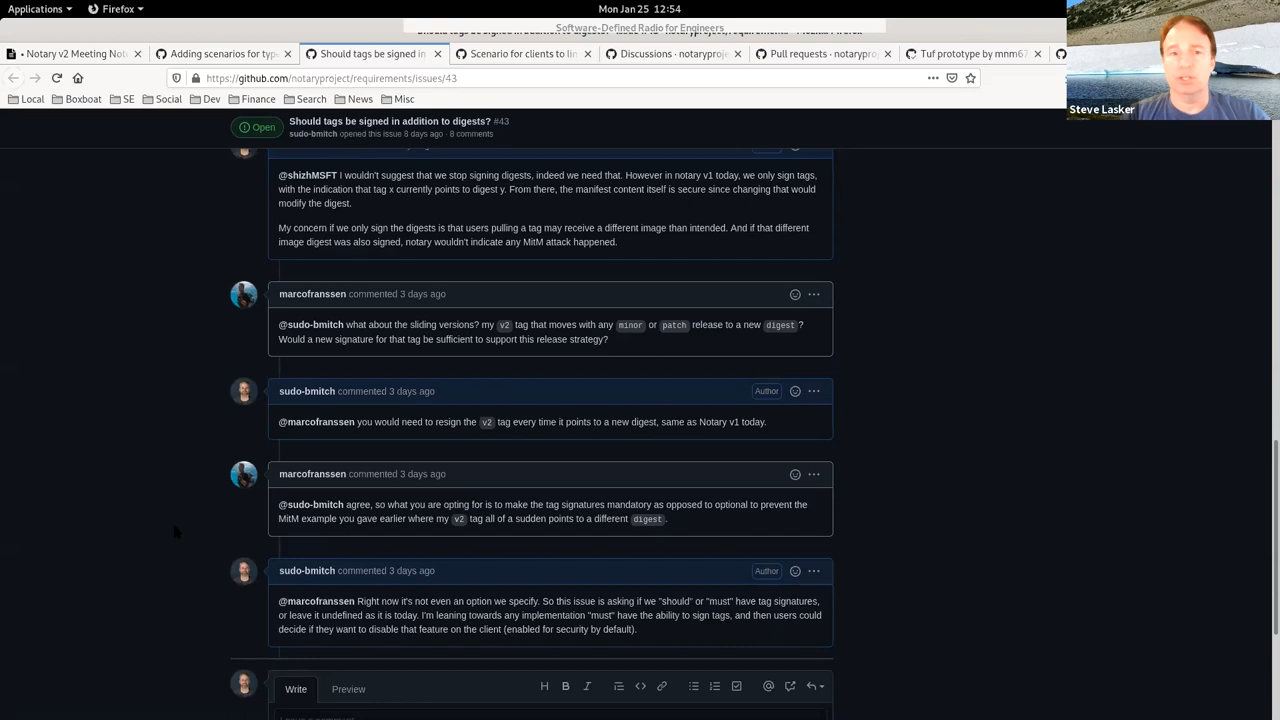 Applications
Firefox
Mon Jan 25 12:54
Software-Defined Radio for Engineers
• Notary v2 Meeting Not
Adding scenarios for typ
Should tags be signed in
Scenario for clients to lin
Discussions · notaryproje
Pull requests · notaryproj
Tuf prototype by mnm67
https://github.com/notaryproject/requirements/issues/43
Local
Boxboat
SE
Social
Dev
Finance
Search
News
Misc
Steve Lasker
Open
Should tags be signed in addition to digests? #43
sudo-bmitch opened this issue 8 days ago · 8 comments
@shizhMSFT I wouldn't suggest that we stop signing digests, indeed we need that. However in notary v1 today, we only sign tags,
with the indication that tag x currently points to digest y. From there, the manifest content itself is secure since changing that would
modify the digest.
My concern if we only sign the digests is that users pulling a tag may receive a different image than intended. And if that different
image digest was also signed, notary wouldn't indicate any MitM attack happened.
marcofranssen commented 3 days ago
@sudo-bmitch what about the sliding versions? my v2 tag that moves with any minor or patch release to a new digest ?
Would a new signature for that tag be sufficient to support this release strategy?
sudo-bmitch commented 3 days ago
Author
@marcofranssen you would need to resign the v2 tag every time it points to a new digest, same as Notary v1 today.
marcofranssen commented 3 days ago
@sudo-bmitch agree, so what you are opting for is to make the tag signatures mandatory as opposed to optional to prevent the
MitM example you gave earlier where my v2 tag all of a sudden points to a different digest.
sudo-bmitch commented 3 days ago
Author
@marcofranssen Right now it's not even an option we specify. So this issue is asking if we "should" or "must" have tag signatures,
or leave it undefined as it is today. I'm leaning towards any implementation "must" have the ability to sign tags, and then users could
decide if they want to disable that feature on the client (enabled for security by default).
Write
Preview